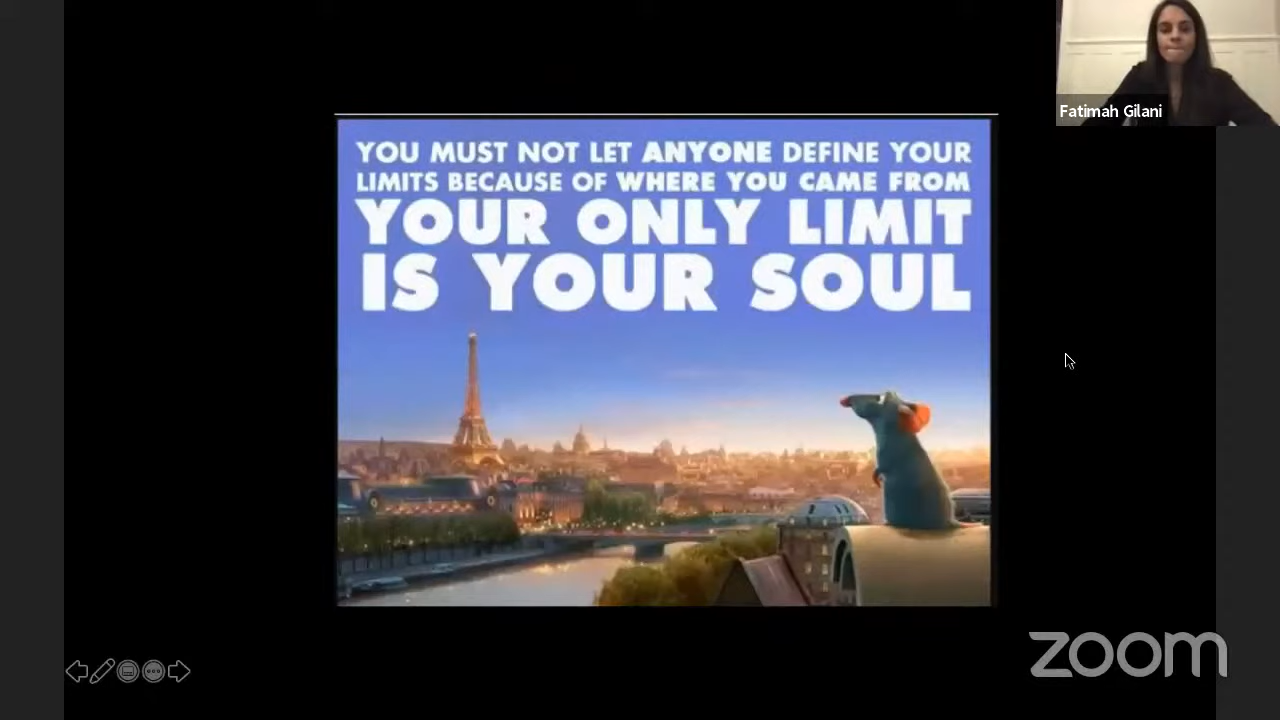 Fatimah Gilani
YOU MUST NOT LET ANYONE DEFINE YOUR
LIMITS BECAUSE OF WHERE YOU CAME FROM
YOUR ONLY LIMIT
IS YOUR SOUL
zoom